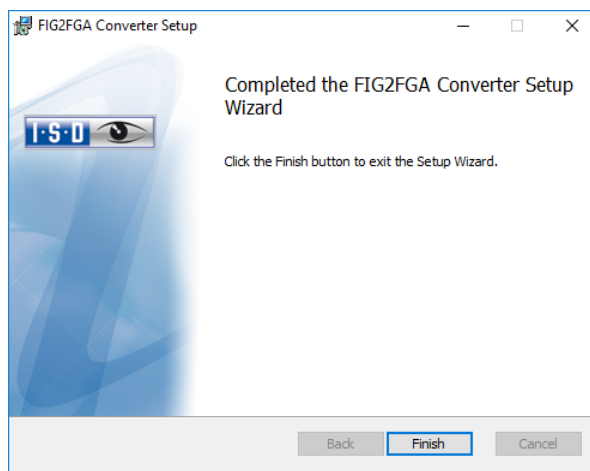 FIG2FGA Converter Setup
Completed the FIG2FGA Converter Setup
Wizard
I·S·D
Click the Finish button to exit the Setup Wizard.
Back
Finish
Cancel